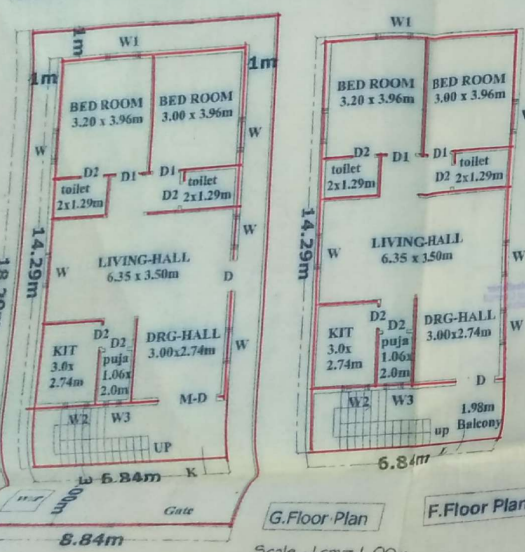 W1
1m
1m
1m
BED ROOM
3.20 x 3.96m
BED ROOM
3.00 x 3.96m
W
W
D2
D1
D1
toilet
2x1.29m
toilet
D2 2x1.29m
14.29m
W
W
LIVING-HALL
6.35 x 3.50m
D
D2
D2
KIT
3.0x
2.74m
puja
1.06x
2.0m
DRG-HALL
3.00x2.74m
W
W2
W3
M-D
UP
6.84m
K
Gate
8.84m
G.Floor Plan
W1
BED ROOM
3.20 x 3.96m
BED ROOM
3.00 x 3.96m
W
W
D2
D1
D1
toilet
2x1.29m
toilet
D2 2x1.29m
14.29m
W
W
LIVING-HALL
6.35 x 3.50m
D2
D2
KIT
3.0x
2.74m
puja
1.06x
2.0m
DRG-HALL
3.00x2.74m
W
W2
W3
D
1.98m
Balcony
up
6.84m
F.Floor Plan